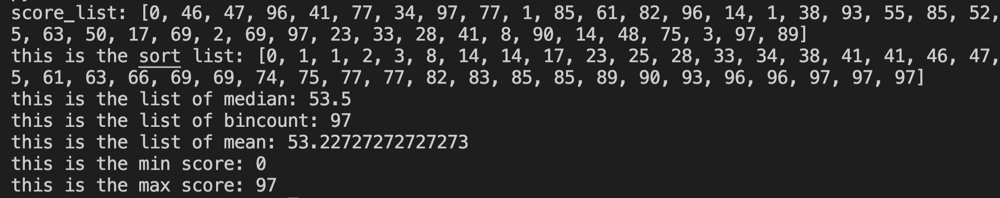 score_list: [0, 46, 47, 96, 41, 77, 34, 97, 77, 1, 85, 61, 82, 96, 14, 1, 38, 93, 55, 85, 52,
5, 63, 50, 17, 69, 2, 69, 97, 23, 33, 28, 41, 8, 90, 14, 48, 75, 3, 97, 89]
this is the sort list: [0, 1, 1, 2, 3, 8, 14, 14, 17, 23, 25, 28, 33, 34, 38, 41, 41, 46, 47,
5, 61, 63, 66, 69, 69, 74, 75, 77, 77, 82, 83, 85, 85, 89, 90, 93, 96, 96, 97, 97, 97]
this is the list of median: 53.5
this is the list of bincount: 97
this is the list of mean: 53.22727272727273
this is the min score: 0
this is the max score: 97